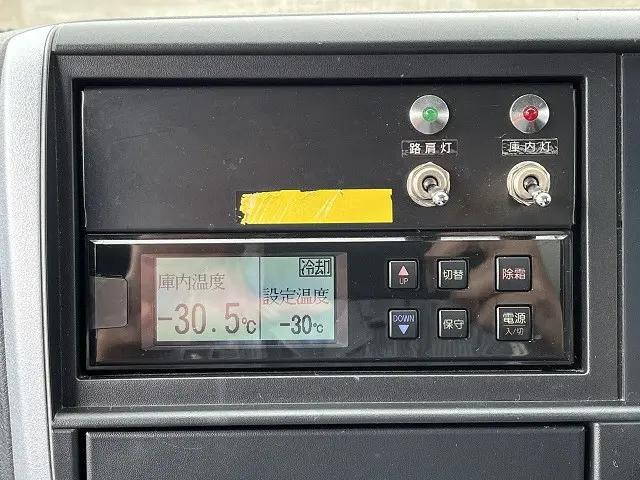 路肩灯
庫内灯
冷却
庫内温度
設定温度
-30.5℃
-30℃
UP
切替
除霜
DOWN
保守
電源
入/切